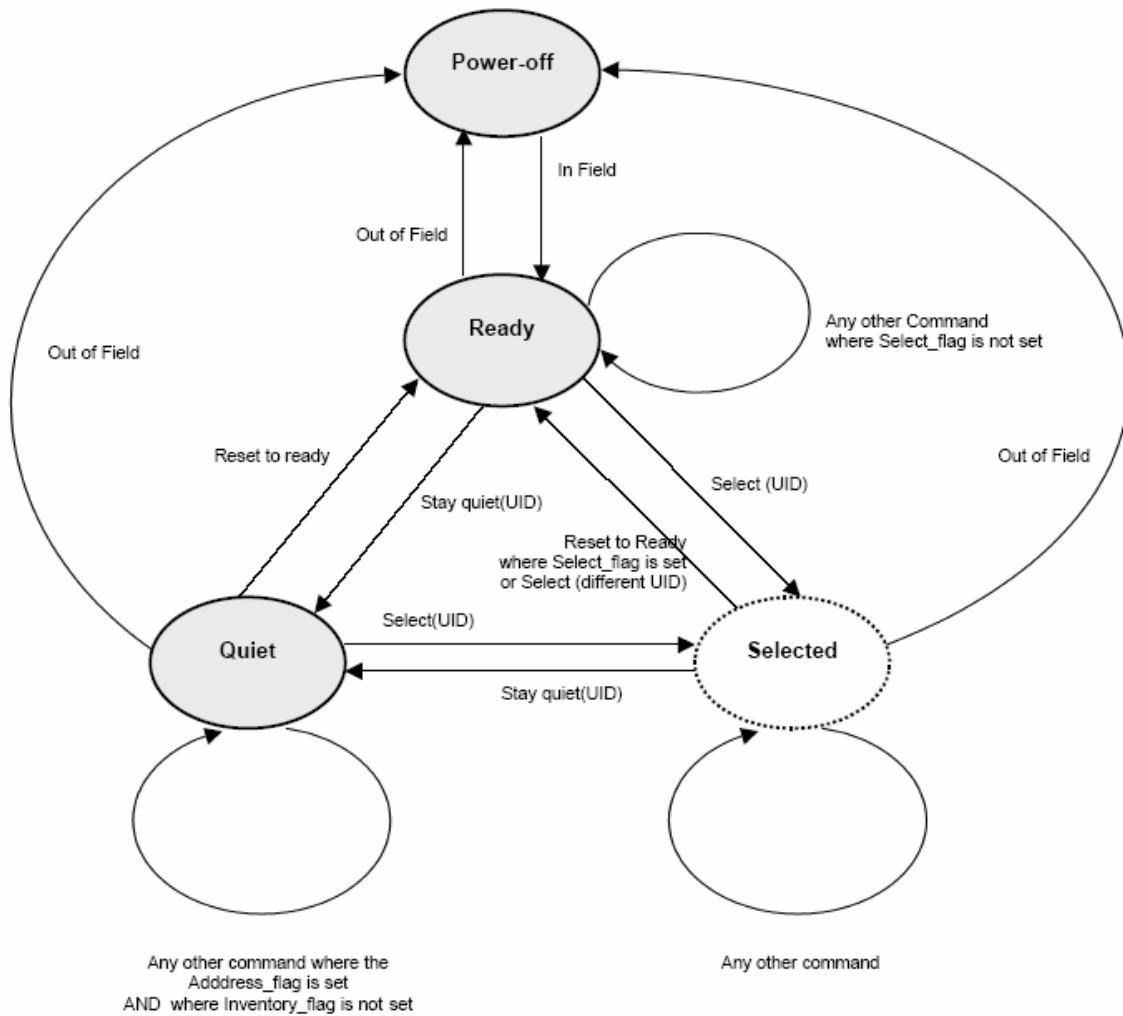 Power-off
In Field
Out of Field
Ready
Any other Command
where Select_flag is not set
Out of Field
Out of Field
Reset to ready
Select (UID)
Stay quiet(UID)
Reset to Ready
where Select_flag is set
or Select (different UID)
Quiet
Select(UID)
Selected
Stay quiet(UID)
Any other command where the
Adddress_flag is set
AND where Inventory_flag is not set
Any other command